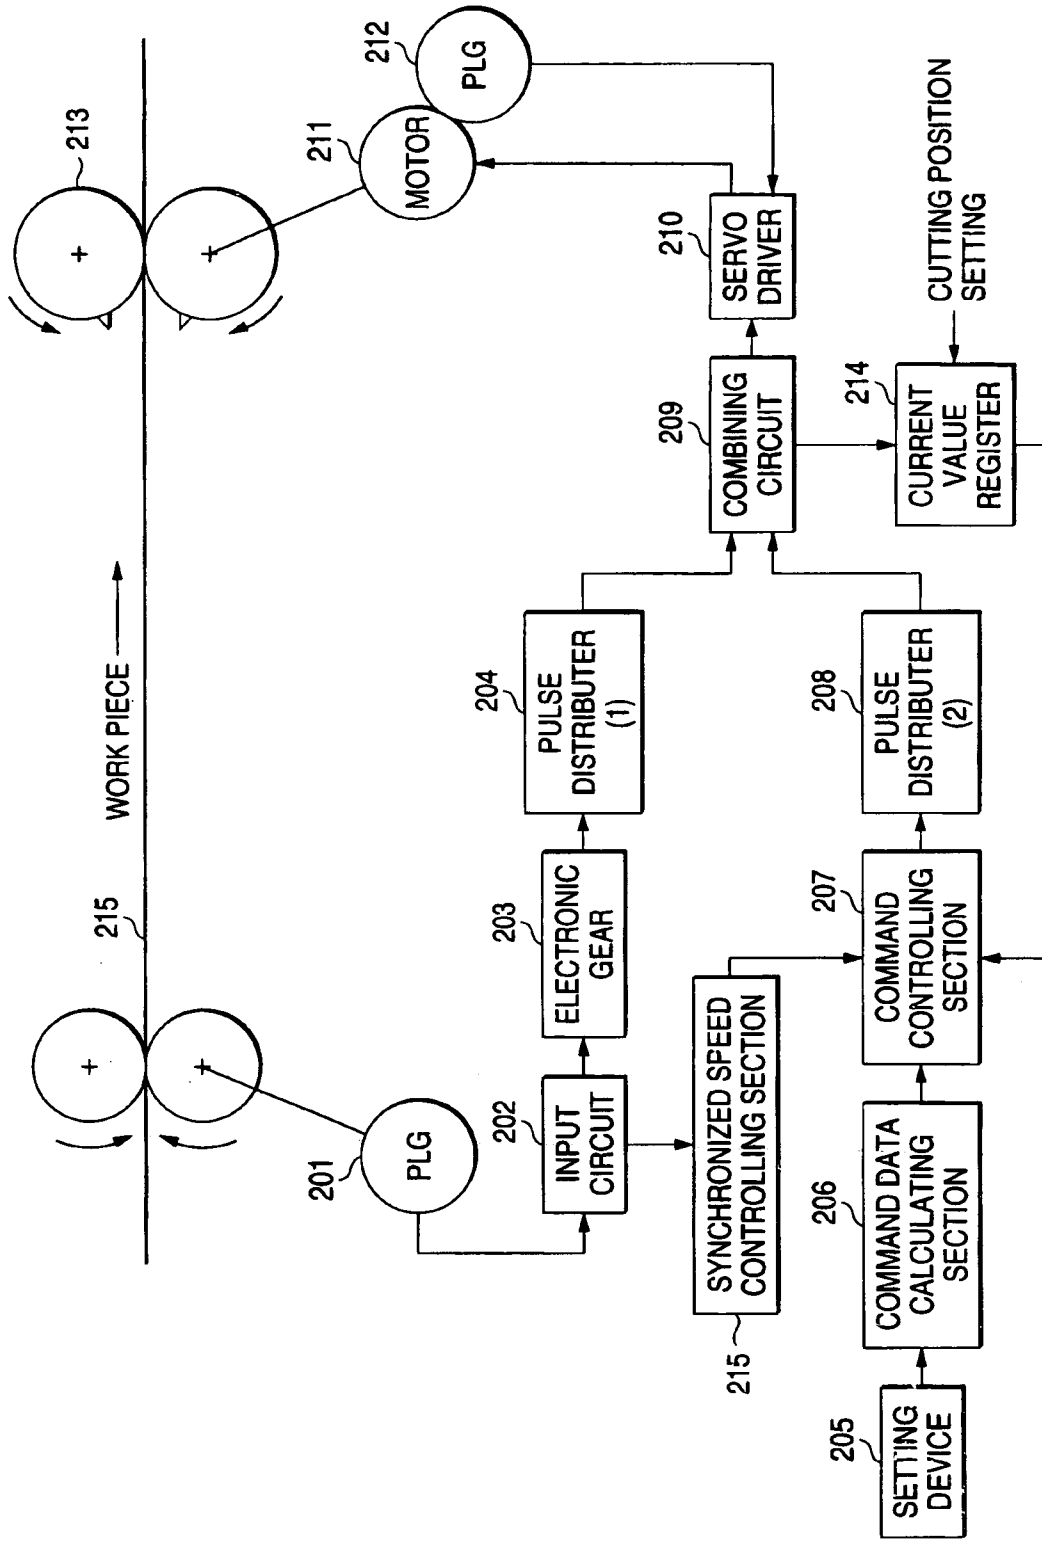 213
212
PLG
211
MOTOR
WORK PIECE
215
201
PLG
202
INPUT
CIRCUIT
203
ELECTRONIC
GEAR
204
PULSE
DISTRIBUTER
(1)
209
COMBINING
CIRCUIT
210
SERVO
DRIVER
215
SYNCHRONIZED SPEED
CONTROLLING SECTION
205
SETTING
DEVICE
206
COMMAND DATA
CALCULATING
SECTION
207
COMMAND
CONTROLLING
SECTION
208
PULSE
DISTRIBUTER
(2)
214
CURRENT
VALUE
REGISTER
CUTTING POSITION
SETTING